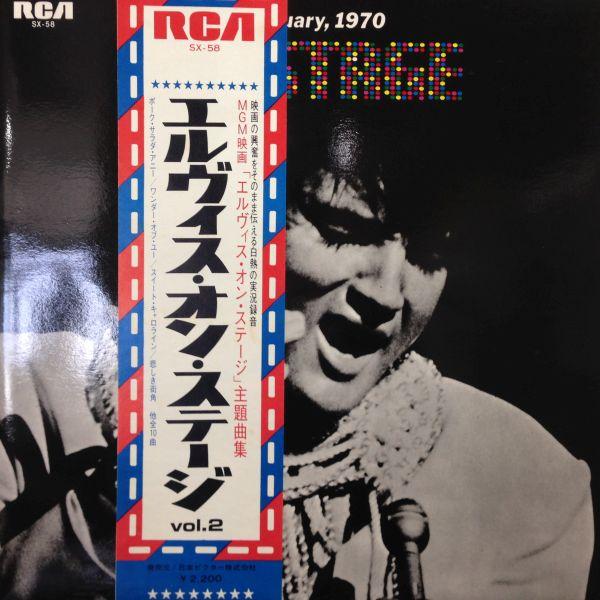 RCA
SX-58
RCA
SX-58
uary, 1970
STAGE
映画の興奮をそのまま伝える白熱の実況録音
MGM映画「エルヴィス・オン・ステージ」主題曲集
エルヴィス・オン・ステージ
vol.2
ポーク・サラダ・アニー/ワンダー・オブ・ユー/スイート・キャロライン/悲しき街角 他全10曲
発売元/日本ビクター株式会社
¥2,200